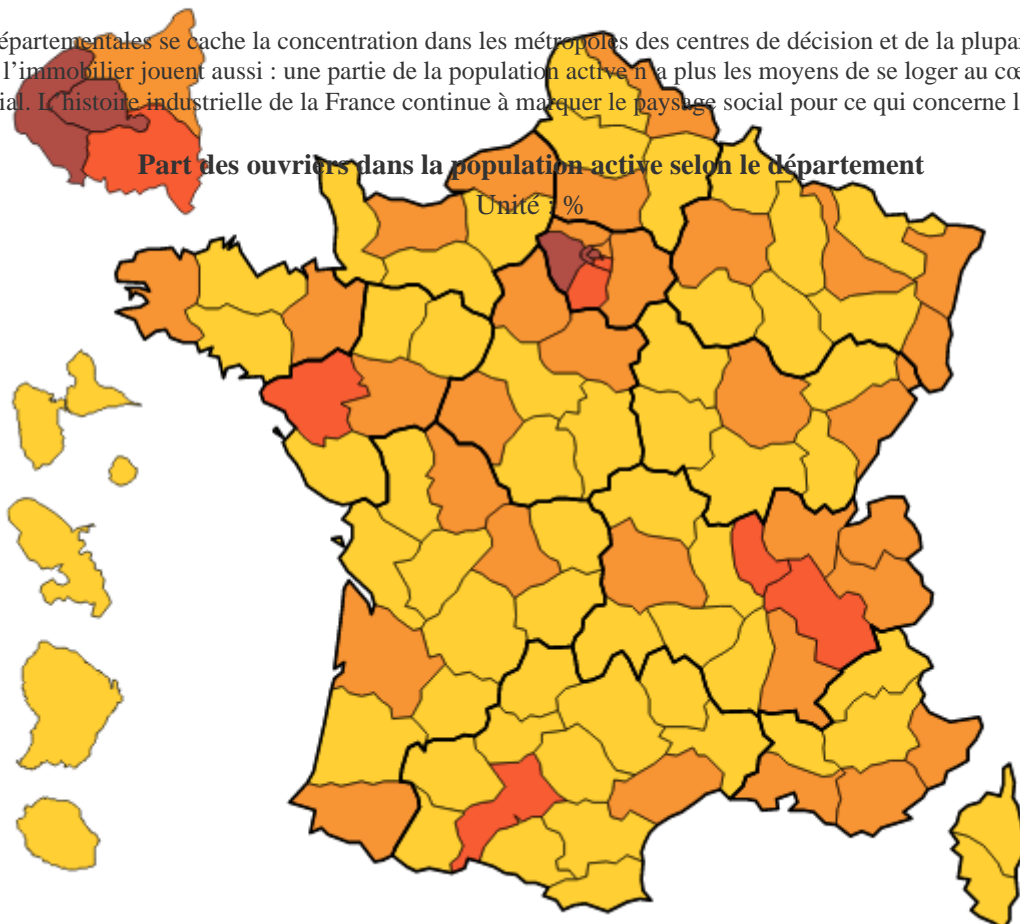 épartementales se cache la concentration dans les métropoles des centres de décision et de la plupar
l'immobilier jouent aussi : une partie de la population active n'a plus les moyens de se loger au cœ
ial. L'histoire industrielle de la France continue à marquer le paysage social pour ce qui concerne l
Part des ouvriers dans la population active selon le département
Unité : %